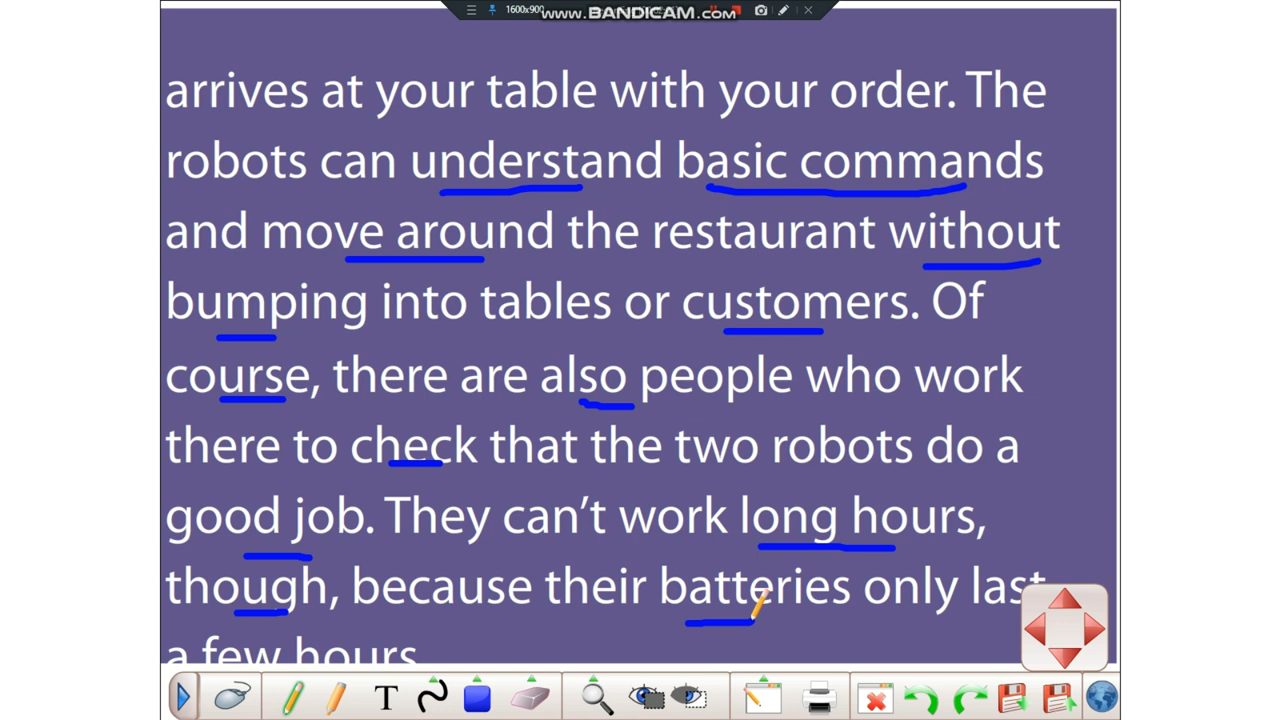 1600x900
www.BANDICAM.com
arrives at your table with your order. The
robots can understand basic commands
and move around the restaurant without
bumping into tables or customers. Of
course, there are also people who work
there to check that the two robots do a
good job. They can’t work long hours,
though, because their batteries only last
a few hours
T